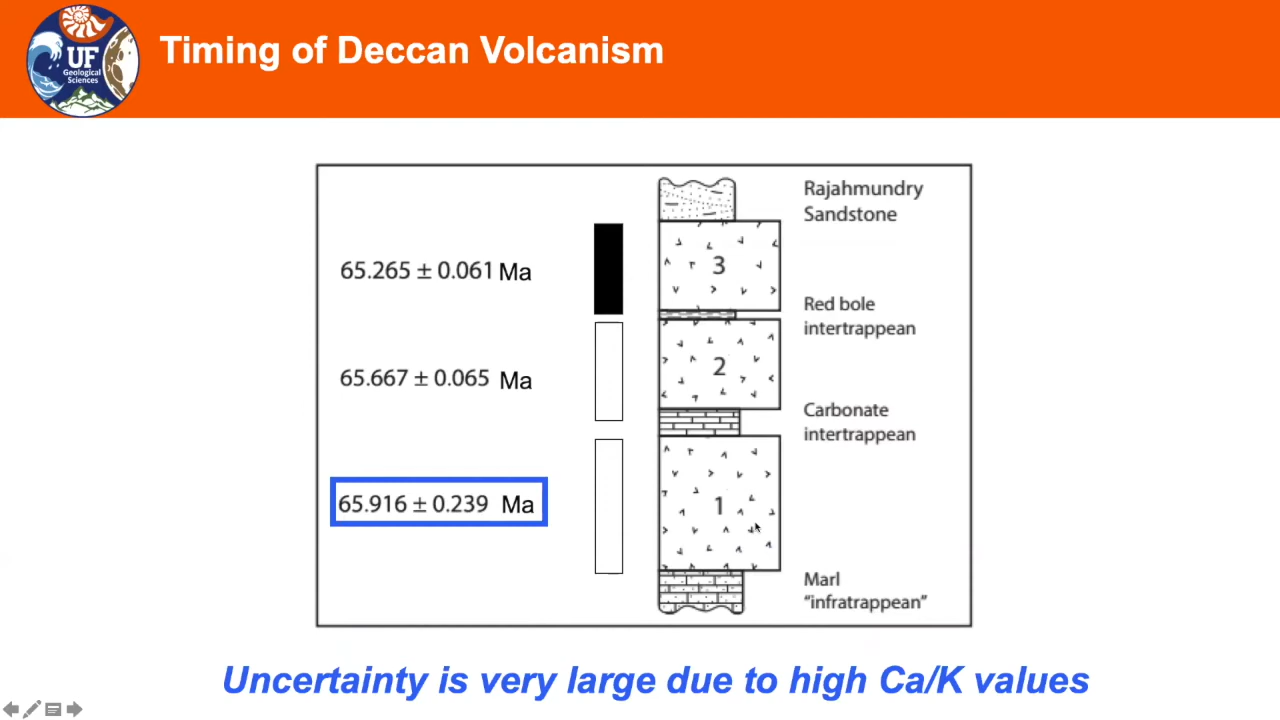 UF
Geological
Sciences
Timing of Deccan Volcanism
65.265 ± 0.061 Ma
65.667 ± 0.065 Ma
65.916 ± 0.239 Ma
3
2
1
Rajahmundry
Sandstone
Red bole
intertrappean
Carbonate
intertrappean
Marl
“infratrappean”
Uncertainty is very large due to high Ca/K values